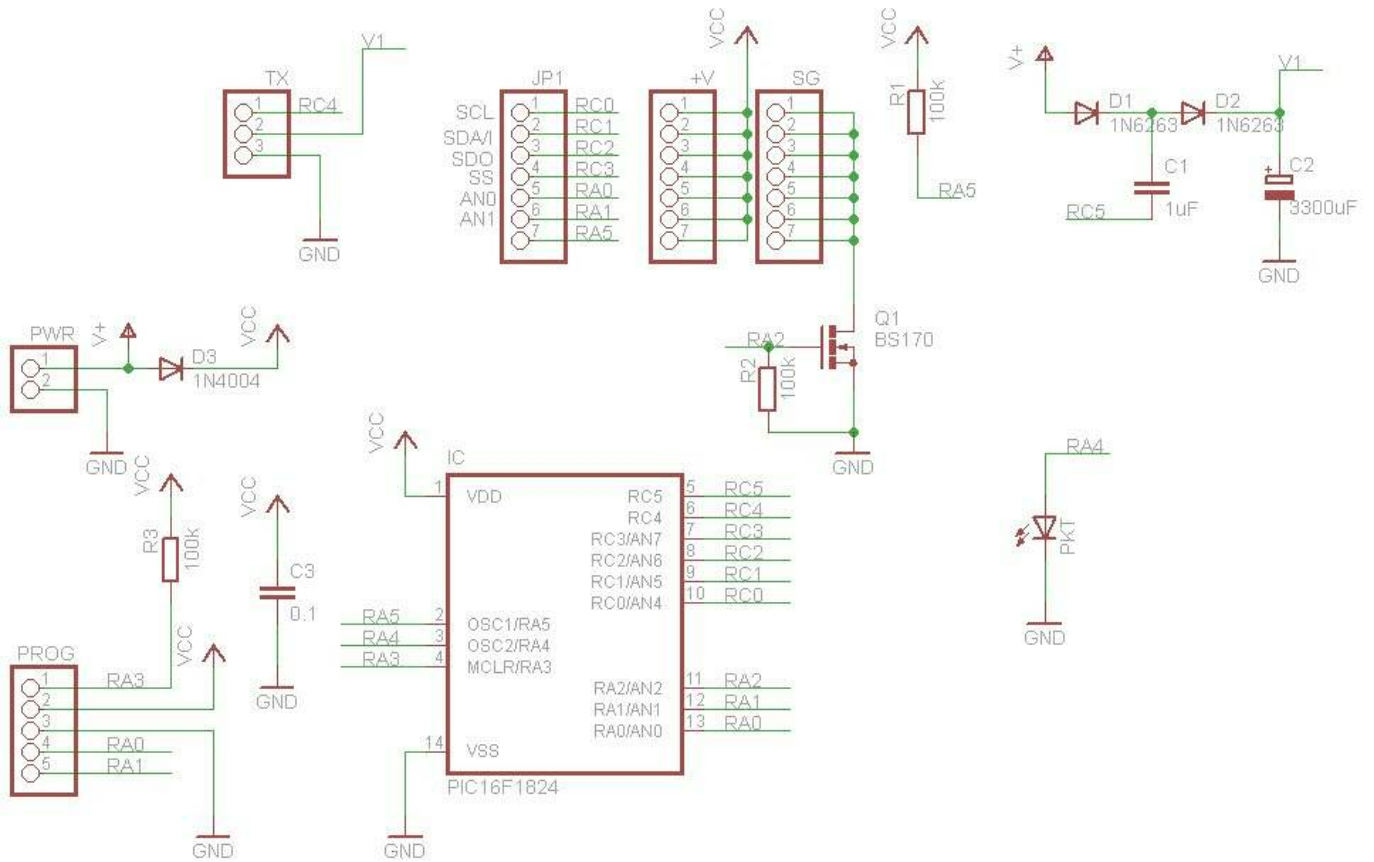 TX
1 RC4
2
3
V1
GND
JP1
SCL 1 RC0
SDA/I 2 RC1
SDO 3 RC2
SS 4 RC3
AN0 5 RA0
AN1 6 RA1
7 RA5
VCC
+V
1
2
3
4
5
6
7
SG
1
2
3
4
5
6
7
VCC
R1
100k
RA5
V+
D1
1N6263
D2
1N6263
V1
C1
1uF
RC5
+
C2
3300uF
GND
PWR
1
2
V+
D3
1N4004
VCC
GND
RA2
R2
100k
Q1
BS170
GND
VCC
R3
100k
VCC
C3
0.1
GND
PROG
1 RA3
2
3
4 RA0
5 RA1
VCC
GND
VCC
IC
1 VDD
RC5 5 RC5
RC4 6 RC4
RC3/AN7 7 RC3
RC2/AN6 8 RC2
RC1/AN5 9 RC1
RC0/AN4 10 RC0
RA5 2 OSC1/RA5
RA4 3 OSC2/RA4
RA3 4 MCLR/RA3
RA2/AN2 11 RA2
RA1/AN1 12 RA1
RA0/AN0 13 RA0
14 VSS
PIC16F1824
GND
RA4
PKT
GND